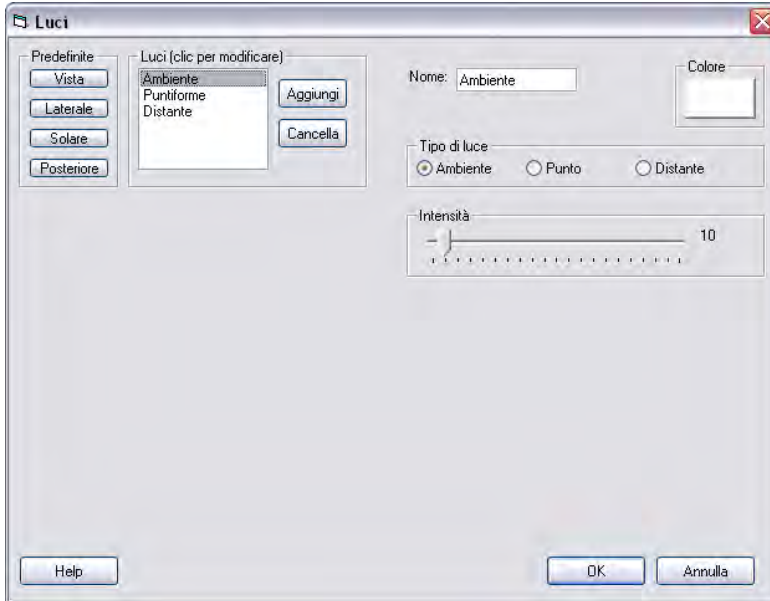 Luci
Predefinite
Vista
Laterale
Solare
Posteriore
Luci (clic per modificare)
Ambiente
Puntiforme
Distante
Aggiungi
Cancella
Nome: Ambiente
Colore
Tipo di luce
Ambiente Punto Distante
Intensità
10
Help OK Annulla